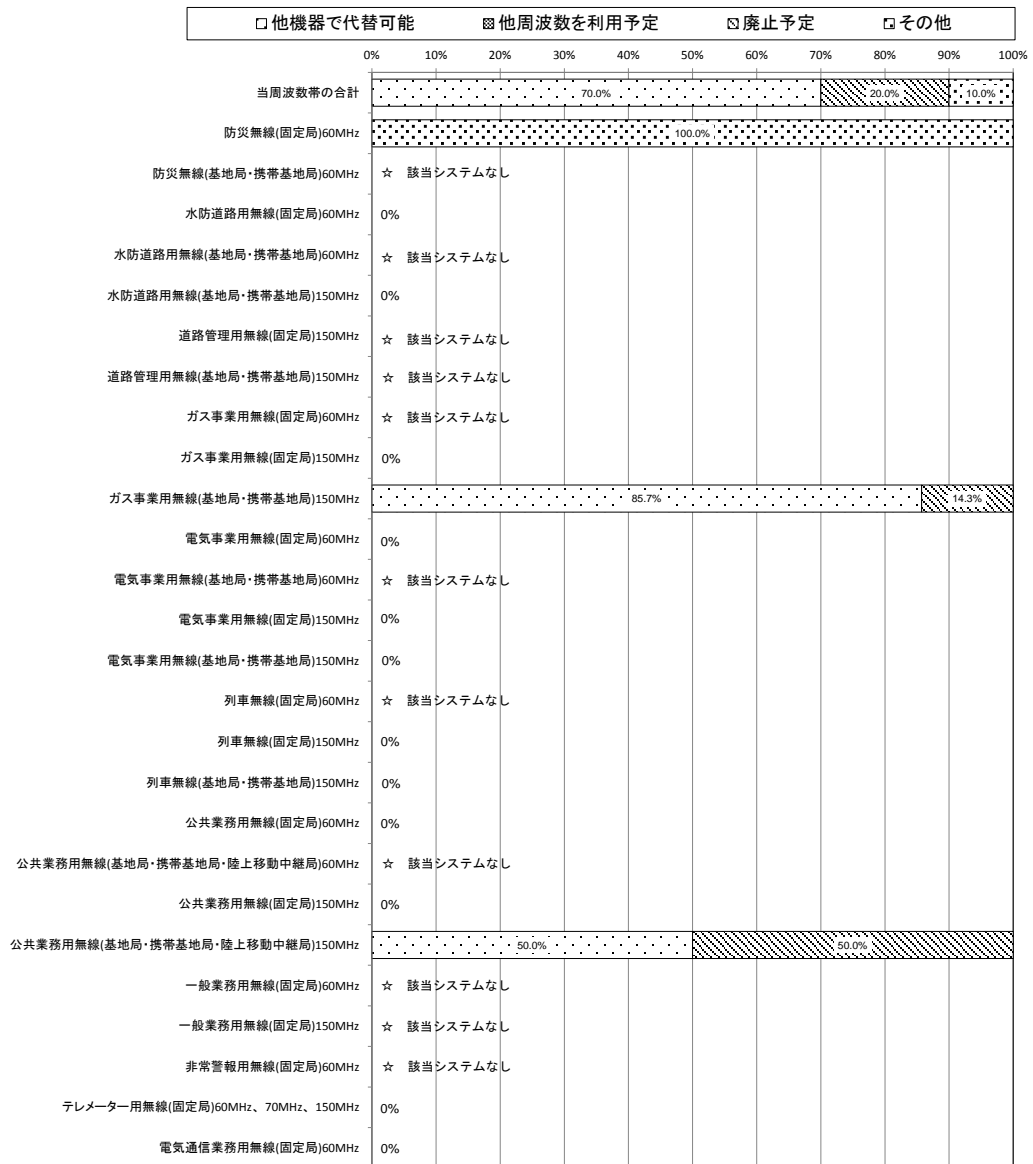 他機器で代替可能 他周波数を利用予定 廃止予定 その他
0% 10% 20% 30% 40% 50% 60% 70% 80% 90% 100%
当周波数帯の合計 70.0% 20.0% 10.0%
防災無線(固定局)60MHz 100.0%
防災無線(基地局・携帯基地局)60MHz ☆ 該当システムなし
水防道路用無線(固定局)60MHz 0%
水防道路用無線(基地局・携帯基地局)60MHz ☆ 該当システムなし
水防道路用無線(基地局・携帯基地局)150MHz 0%
道路管理用無線(固定局)150MHz ☆ 該当システムなし
道路管理用無線(基地局・携帯基地局)150MHz ☆ 該当システムなし
ガス事業用無線(固定局)60MHz ☆ 該当システムなし
ガス事業用無線(固定局)150MHz 0%
ガス事業用無線(基地局・携帯基地局)150MHz 85.7% 14.3%
電気事業用無線(固定局)60MHz 0%
電気事業用無線(基地局・携帯基地局)60MHz ☆ 該当システムなし
電気事業用無線(固定局)150MHz 0%
電気事業用無線(基地局・携帯基地局)150MHz 0%
列車無線(固定局)60MHz ☆ 該当システムなし
列車無線(固定局)150MHz 0%
列車無線(基地局・携帯基地局)150MHz 0%
公共業務用無線(固定局)60MHz 0%
公共業務用無線(基地局・携帯基地局・陸上移動中継局)60MHz ☆ 該当システムなし
公共業務用無線(固定局)150MHz 0%
公共業務用無線(基地局・携帯基地局・陸上移動中継局)150MHz 50.0% 50.0%
一般業務用無線(固定局)60MHz ☆ 該当システムなし
一般業務用無線(固定局)150MHz ☆ 該当システムなし
非常警報用無線(固定局)60MHz ☆ 該当システムなし
テレメーター用無線(固定局)60MHz、70MHz、150MHz 0%
電気通信業務用無線(固定局)60MHz 0%